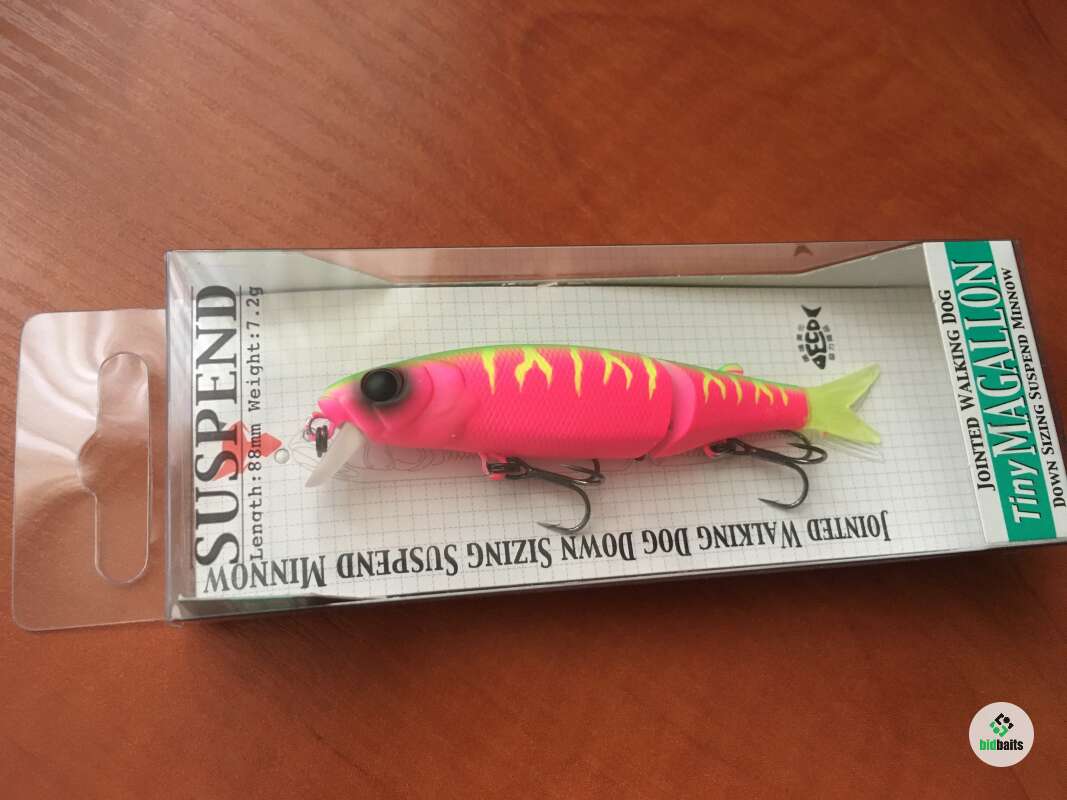 SUSPEND
Length:88mm Weight:7.2g
JOINTED WALKING DOG DOWN SIZING SUSPEND MINNOW
JOINTED WALKING DOG
Tiny MAGALLON
DOWN SIZING SUSPEND MINNOW
bidbaits